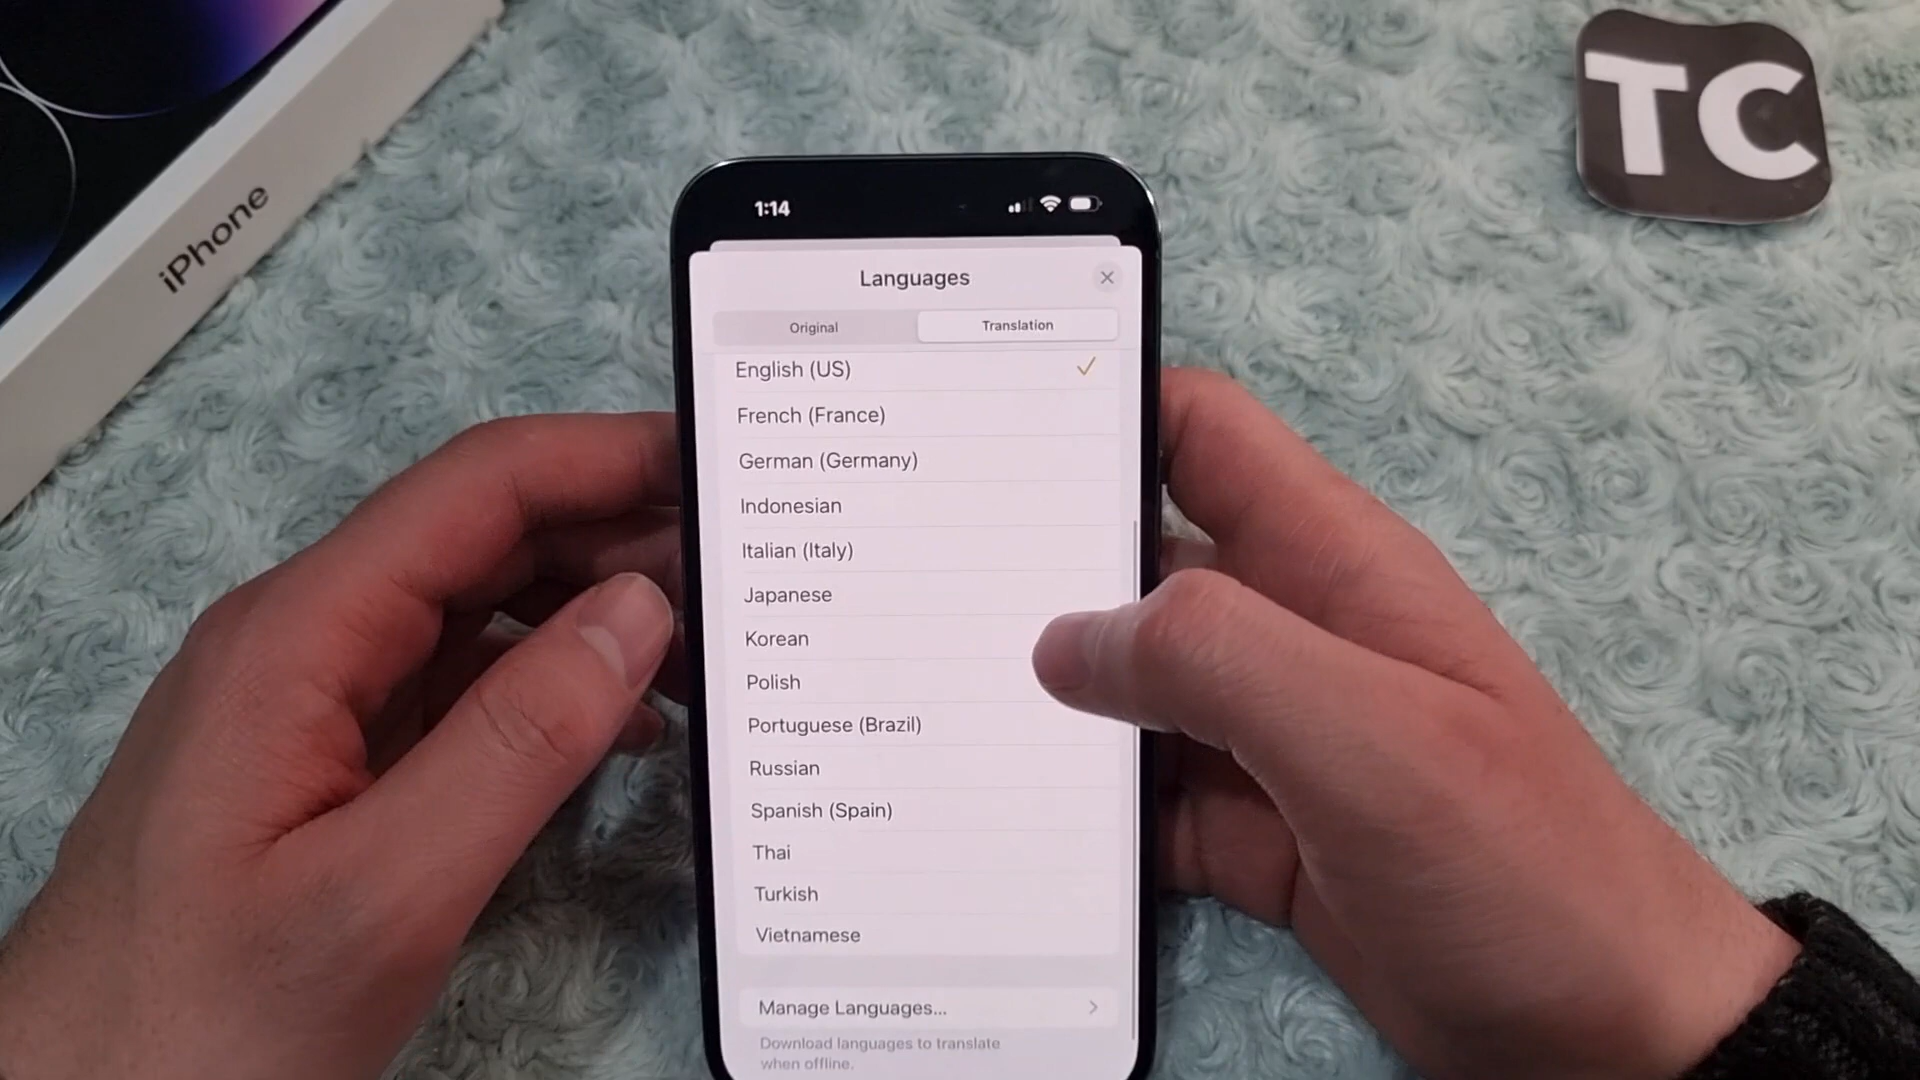 TC
iPhone
1:14
Languages
Original
Translation
English (US)
French (France)
German (Germany)
Indonesian
Italian (Italy)
Japanese
Korean
Polish
Portuguese (Brazil)
Russian
Spanish (Spain)
Thai
Turkish
Vietnamese
Manage Languages...
Download languages to translate
when offline.